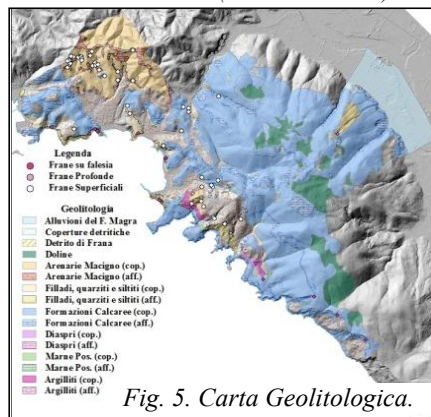 Legenda
Frane su falesia
Frane Profonde
Frane Superficiali
Geolitologia
Alluvioni del F. Magra
Coperture detritiche
Detrito di Frana
Doline
Arenarie Macigno (cop.)
Arenarie Macigno (aff.)
Filladi, quarziti e siltiti (cop.)
Filladi, quarziti e siltiti (aff.)
Formazioni Calcaree (cop.)
Formazioni Calcaree (aff.)
Diaspri (cop.)
Diaspri (aff.)
Marne Pos. (cop.)
Marne Pos. (aff.)
Argilliti (cop.)
Argilliti (aff.)
Fig. 5. Carta Geolitologica.